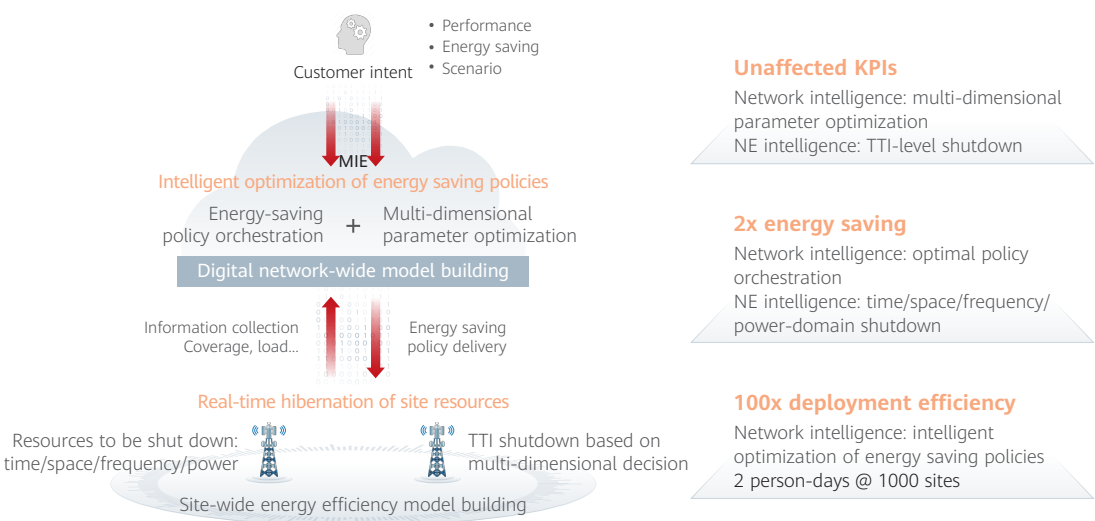 • Performance
• Energy saving
• Scenario
Customer intent
MIE
Intelligent optimization of energy saving policies
Energy-saving
policy orchestration
+
Multi-dimensional
parameter optimization
Digital network-wide model building
Information collection
Coverage, load...
Energy saving
policy delivery
Real-time hibernation of site resources
Resources to be shut down:
time/space/frequency/power
TTI shutdown based on
multi-dimensional decision
Site-wide energy efficiency model building
Unaffected KPIs
Network intelligence: multi-dimensional
parameter optimization
NE intelligence: TTI-level shutdown
2x energy saving
Network intelligence: optimal policy
orchestration
NE intelligence: time/space/frequency/
power-domain shutdown
100x deployment efficiency
Network intelligence: intelligent
optimization of energy saving policies
2 person-days @ 1000 sites